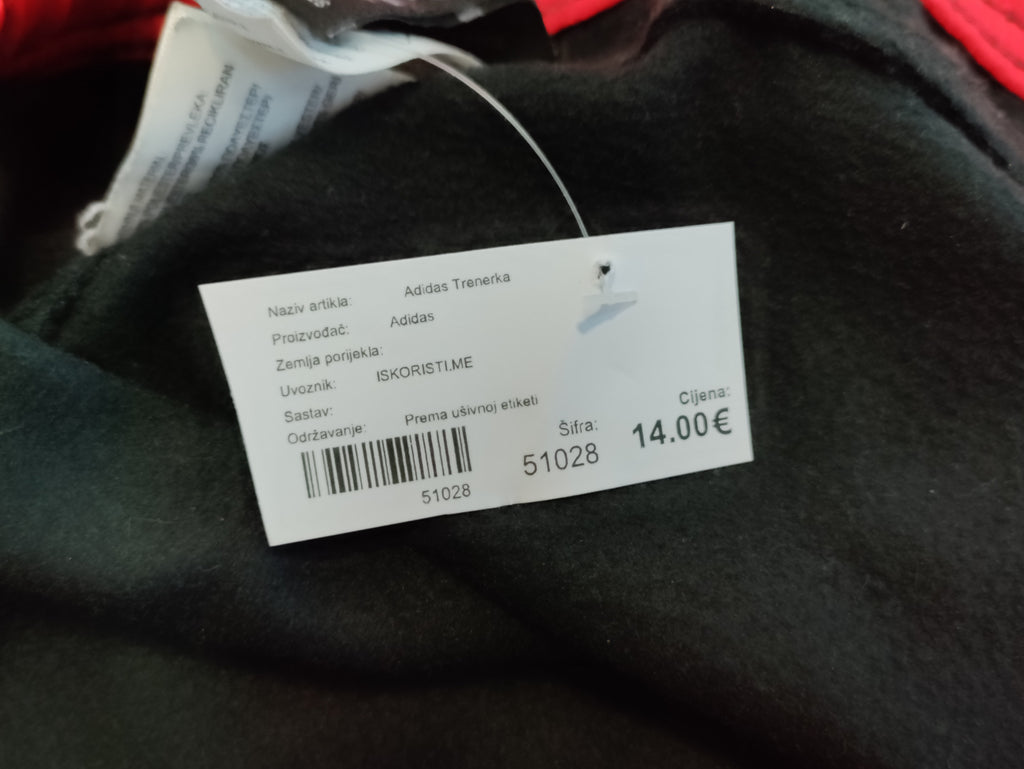 Naziv artikla: Adidas Trenerka
Proizvođač: Adidas
Zemlja porijekla:
Uvoznik: ISKORISTI.ME
Sastav:
Održavanje: Prema ušivnoj etiketi
51028
Šifra:
51028
Cijena:
14.00€